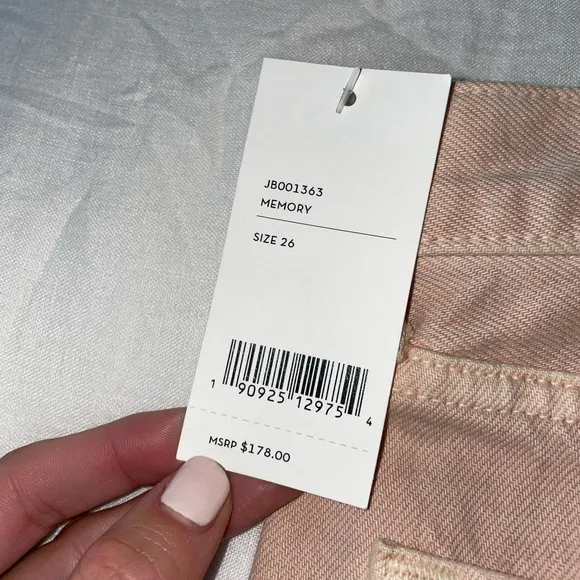 JB001363
MEMORY
SIZE 26
1 90925 12975 4
MSRP $178.00